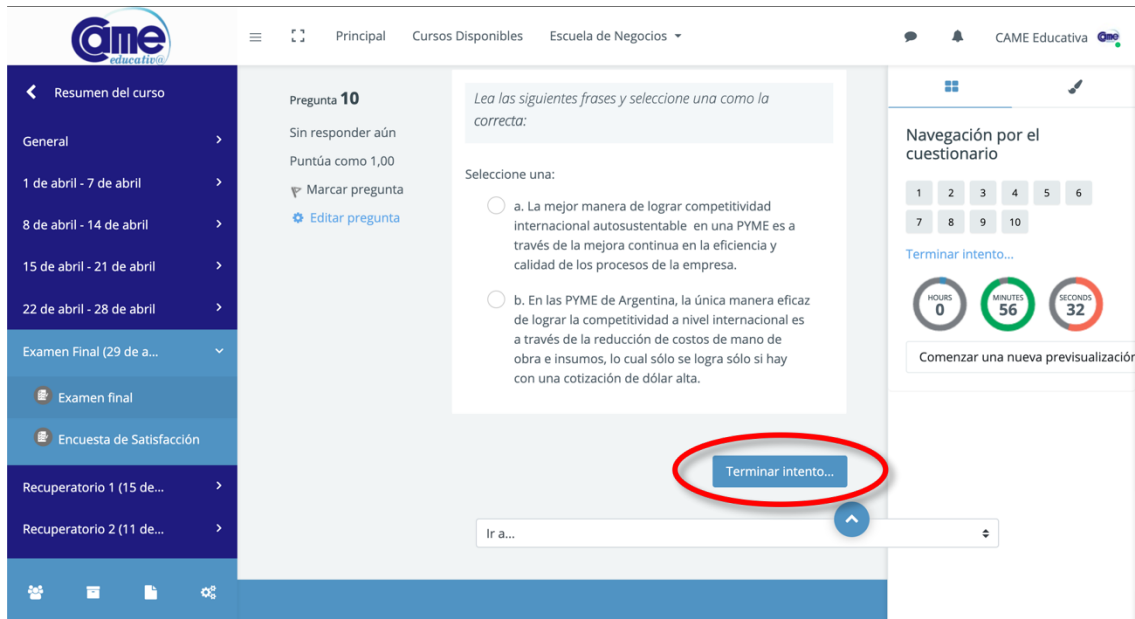 Came
educativ@
Principal
Cursos Disponibles
Escuela de Negocios
CAME Educativa
Came
Resumen del curso
General
1 de abril - 7 de abril
8 de abril - 14 de abril
15 de abril - 21 de abril
22 de abril - 28 de abril
Examen Final (29 de a...
Examen final
Encuesta de Satisfacción
Recuperatorio 1 (15 de...
Recuperatorio 2 (11 de...
Pregunta 10
Sin responder aún
Puntúa como 1,00
Marcar pregunta
Editar pregunta
Lea las siguientes frases y seleccione una como la
correcta:
Seleccione una:
a. La mejor manera de lograr competitividad
internacional autosustentable en una PYME es a
través de la mejora continua en la eficiencia y
calidad de los procesos de la empresa.
b. En las PYME de Argentina, la única manera eficaz
de lograr la competitividad a nivel internacional es
a través de la reducción de costos de mano de
obra e insumos, lo cual sólo se logra sólo si hay
con una cotización de dólar alta.
Terminar intento...
Ir a...
Navegación por el
cuestionario
1 2 3 4 5 6
7 8 9 10
Terminar intento...
HOURS
0
MINUTES
56
SECONDS
32
Comenzar una nueva previsualización